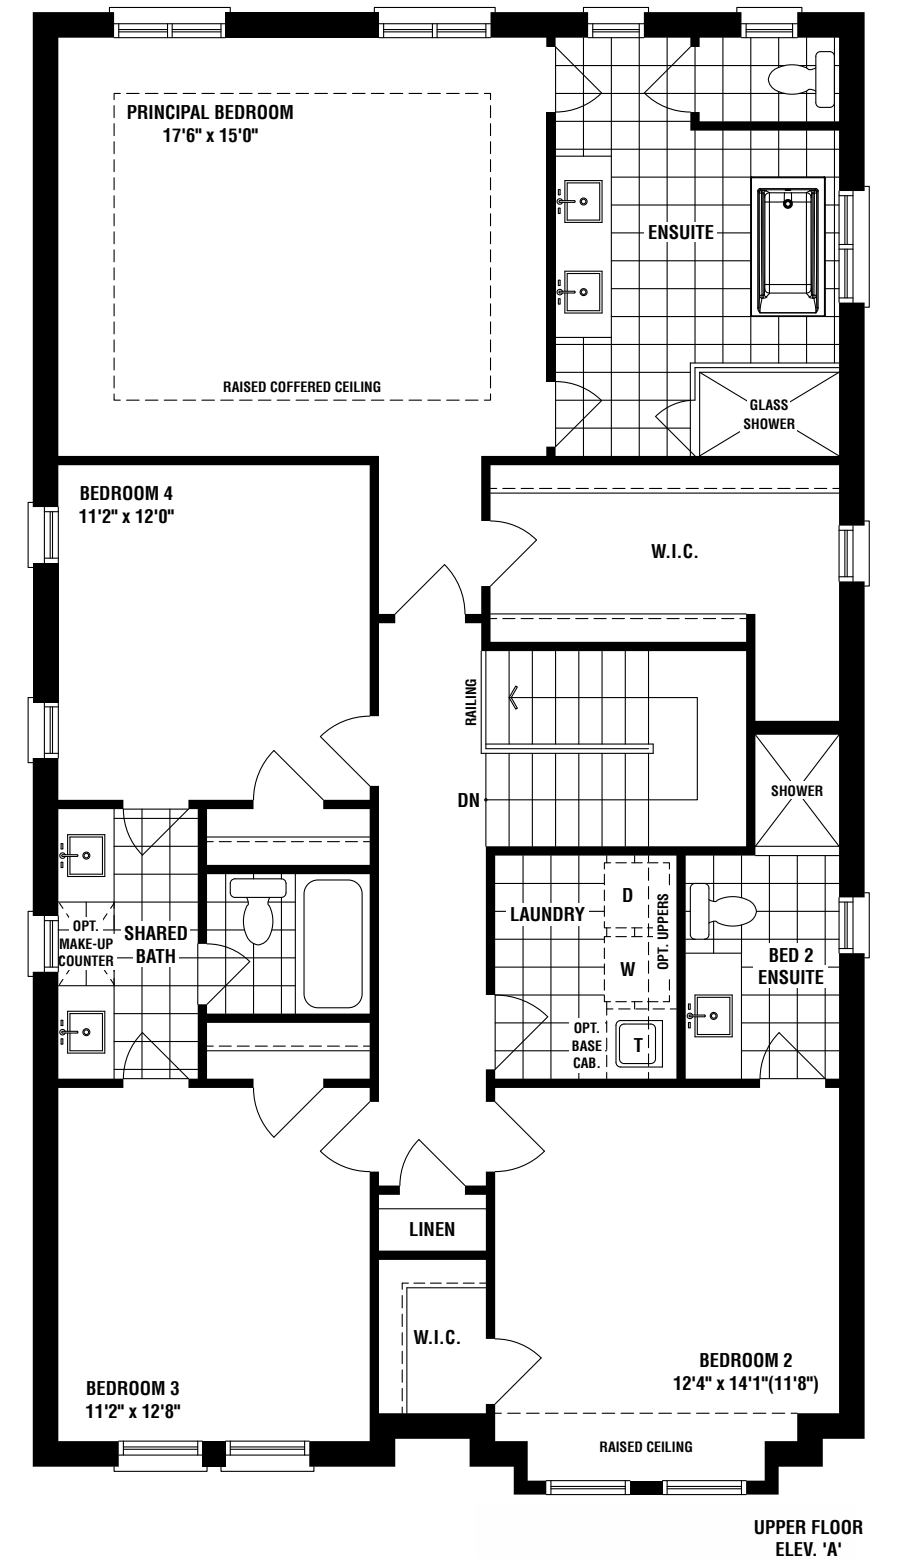 PRINCIPAL BEDROOM
17'6" x 15'0"
ENSUITE
RAISED COFFERED CEILING
GLASS
SHOWER
BEDROOM 4
11'2" x 12'0"
W.I.C.
RAILING
DN
SHOWER
OPT.
MAKE-UP
COUNTER
SHARED
BATH
LAUNDRY
D
W
OPT. UPPERS
BED 2
ENSUITE
OPT.
BASE
CAB.
T
LINEN
W.I.C.
BEDROOM 3
11'2" x 12'8"
BEDROOM 2
12'4" x 14'1"(11'8")
RAISED CEILING
UPPER FLOOR
ELEV. 'A'